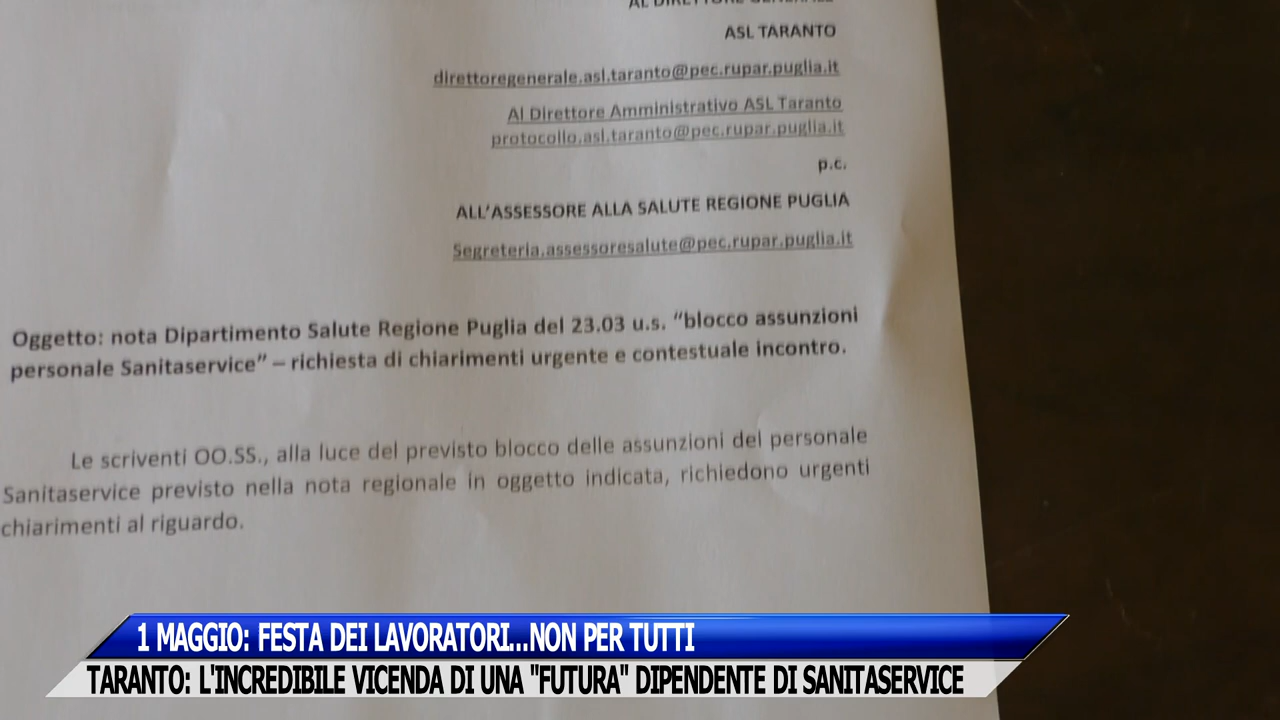 AL DIRETTORE GENERALE
ASL TARANTO
direttoregenerale.asl.taranto@pec.rupar.puglia.it
Al Direttore Amministrativo ASL Taranto
protocollo.asl.taranto@pec.rupar.puglia.it
p.c.
ALL'ASSESSORE ALLA SALUTE REGIONE PUGLIA
Segreteria.assessoresalute@pec.rupar.puglia.it
Oggetto: nota Dipartimento Salute Regione Puglia del 23.03 u.s. "blocco assunzioni
personale Sanitaservice" – richiesta di chiarimenti urgente e contestuale incontro.
Le scriventi OO.SS., alla luce del previsto blocco delle assunzioni del personale
Sanitaservice previsto nella nota regionale in oggetto indicata, richiedono urgenti
chiarimenti al riguardo.
1 MAGGIO: FESTA DEI LAVORATORI...NON PER TUTTI
TARANTO: L'INCREDIBILE VICENDA DI UNA "FUTURA" DIPENDENTE DI SANITASERVICE